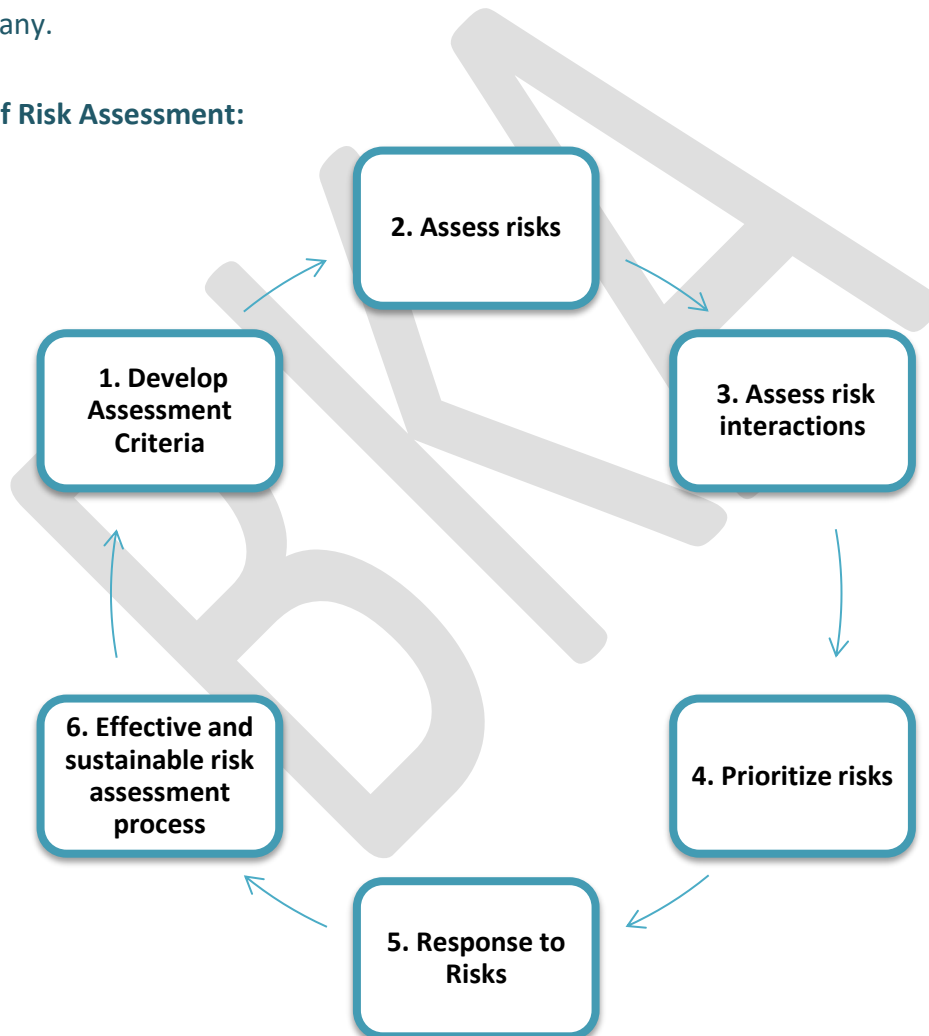 any.
f Risk Assessment:
2. Assess risks
1. Develop
Assessment
Criteria
3. Assess risk
interactions
6. Effective and
sustainable risk
assessment
process
4. Prioritize risks
5. Response to
Risks
BKA